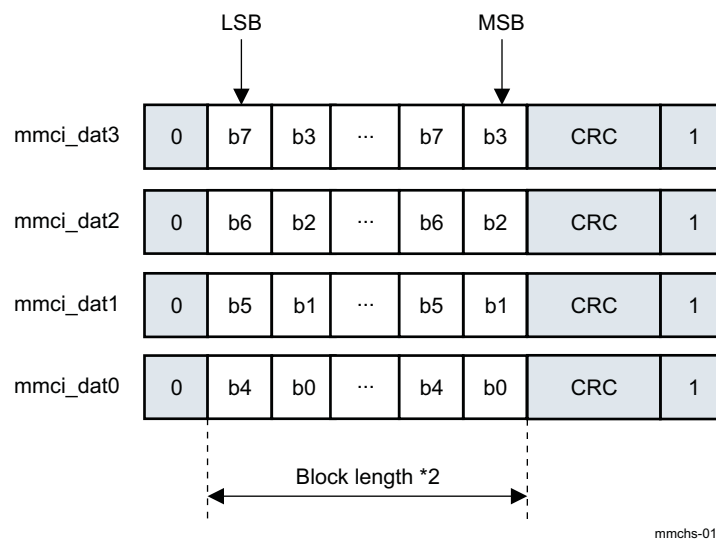 LSB MSB
mmci_dat3 0 b7 b3 ... b7 b3 CRC 1
mmci_dat2 0 b6 b2 ... b6 b2 CRC 1
mmci_dat1 0 b5 b1 ... b5 b1 CRC 1
mmci_dat0 0 b4 b0 ... b4 b0 CRC 1
Block length *2
mmchs-01